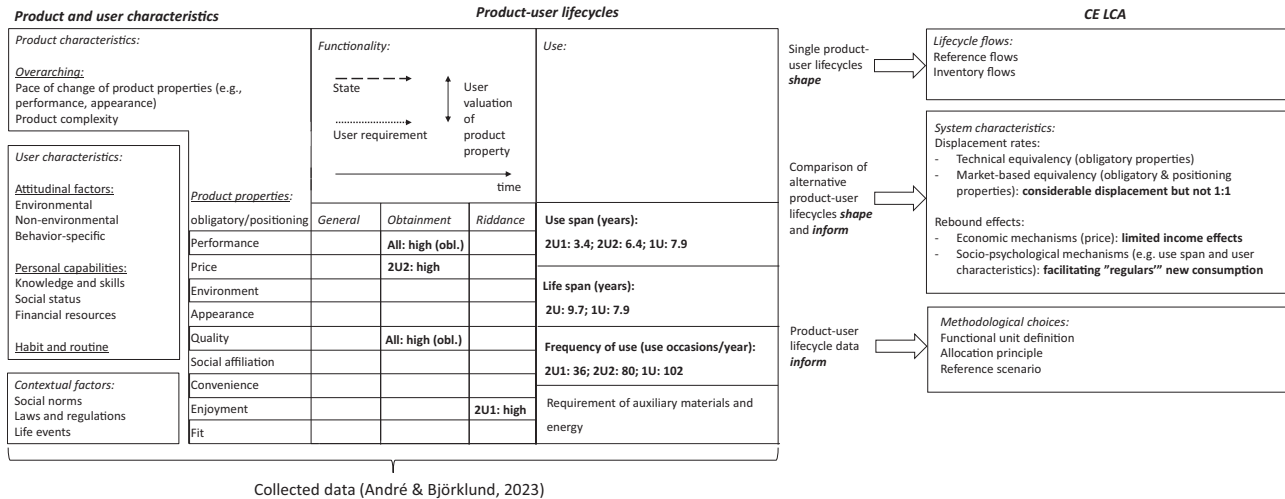 Product and user characteristics
Product-user lifecycles
CE LCA
Product characteristics:
Overarching:
Pace of change of product properties (e.g.,
performance, appearance)
Product complexity
User characteristics:
Attitudinal factors:
Environmental
Non-environmental
Behavior-specific
Personal capabilities:
Knowledge and skills
Social status
Financial resources
Habit and routine
Contextual factors:
Social norms
Laws and regulations
Life events
Product properties:
obligatory/positioning
Performance
Price
Environment
Appearance
Quality
Social affiliation
Convenience
Enjoyment
Fit
Functionality:
State
User requirement
User
valuation
of
product
property
time
General
Obtainment
Riddance
All: high (obl.)
2U2: high
All: high (obl.)
2U1: high
Use:
Use span (years):
2U1: 3.4; 2U2: 6.4; 1U: 7.9
Life span (years):
2U: 9.7; 1U: 7.9
Frequency of use (use occasions/year):
2U1: 36; 2U2: 80; 1U: 102
Requirement of auxiliary materials and
energy
Single product-
user lifecycles
shape
Comparison of
alternative
product-user
lifecycles shape
and inform
Product-user
lifecycle data
inform
Lifecycle flows:
Reference flows
Inventory flows
System characteristics:
Displacement rates:
- Technical equivalency (obligatory properties)
- Market-based equivalency (obligatory & positioning
properties): considerable displacement but not 1:1
Rebound effects:
- Economic mechanisms (price): limited income effects
- Socio-psychological mechanisms (e.g. use span and user
characteristics): facilitating ”regulars’” new consumption
Methodological choices:
Functional unit definition
Allocation principle
Reference scenario
Collected data (André & Björklund, 2023)